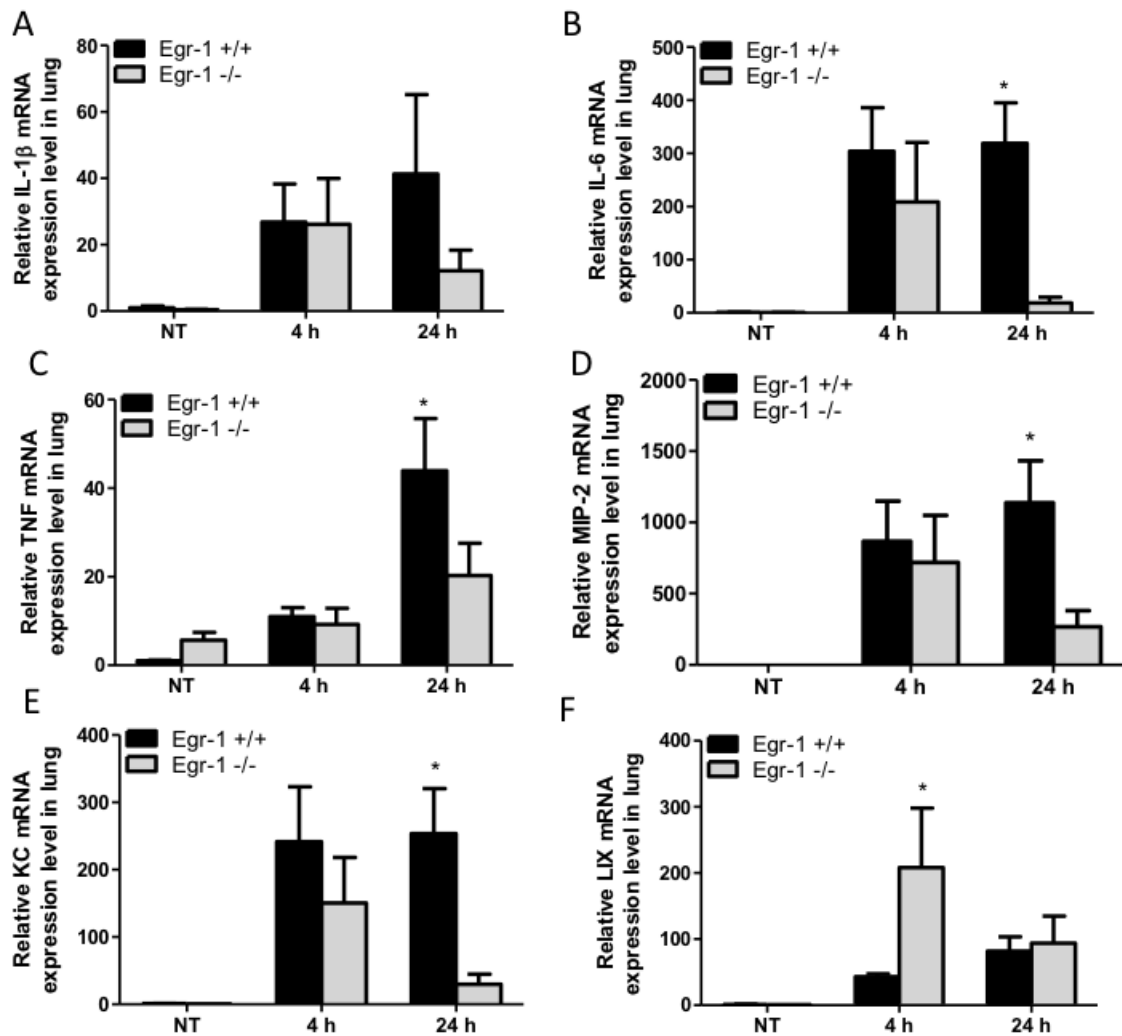 A
Relative IL-1β mRNA
expression level in lung
Egr-1 +/+
Egr-1 -/-
80
60
40
20
0
NT 4 h 24 h
B
Relative IL-6 mRNA
expression level in lung
Egr-1 +/+
Egr-1 -/-
500
400
300
200
100
0
*
NT 4 h 24 h
C
Relative TNF mRNA
expression level in lung
Egr-1 +/+
Egr-1 -/-
60
40
20
0
*
NT 4 h 24 h
D
Relative MIP-2 mRNA
expression level in lung
Egr-1 +/+
Egr-1 -/-
2000
1500
1000
500
0
*
NT 4 h 24 h
E
Relative KC mRNA
expression level in lung
Egr-1 +/+
Egr-1 -/-
400
300
200
100
0
*
NT 4 h 24 h
F
Relative LIX mRNA
expression level in lung
Egr-1 +/+
Egr-1 -/-
400
300
200
100
0
*
NT 4 h 24 h